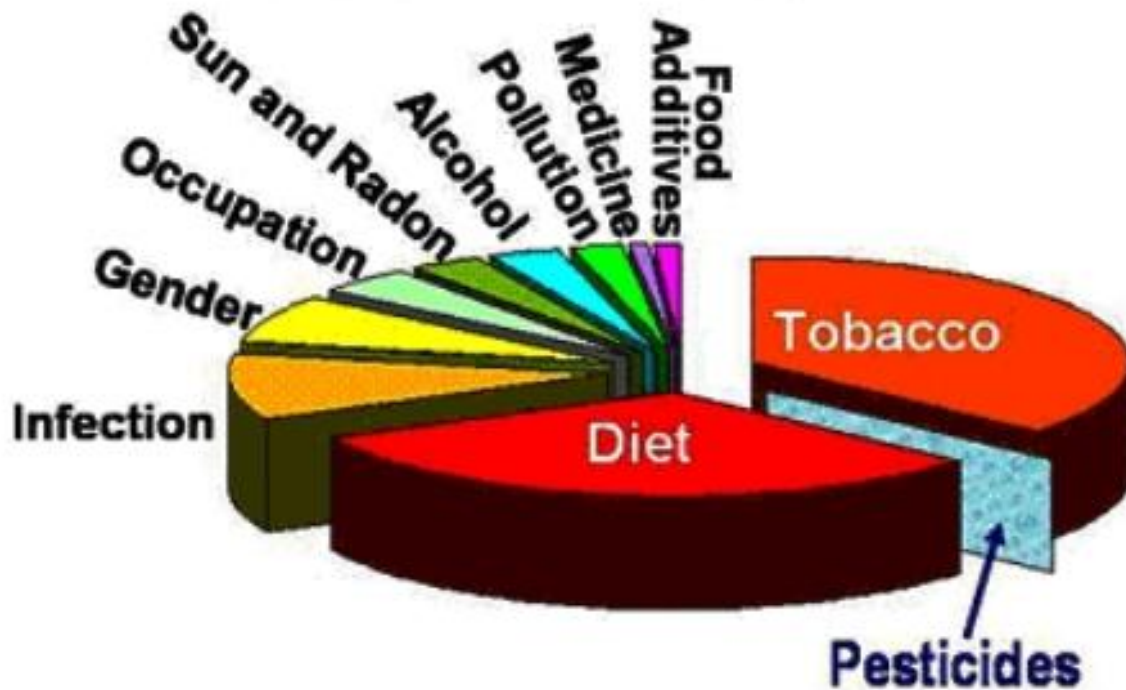 Food
Additives
Medicine
Pollution
Alcohol
Sun and Radon
Occupation
Gender
Infection
Tobacco
Diet
Pesticides